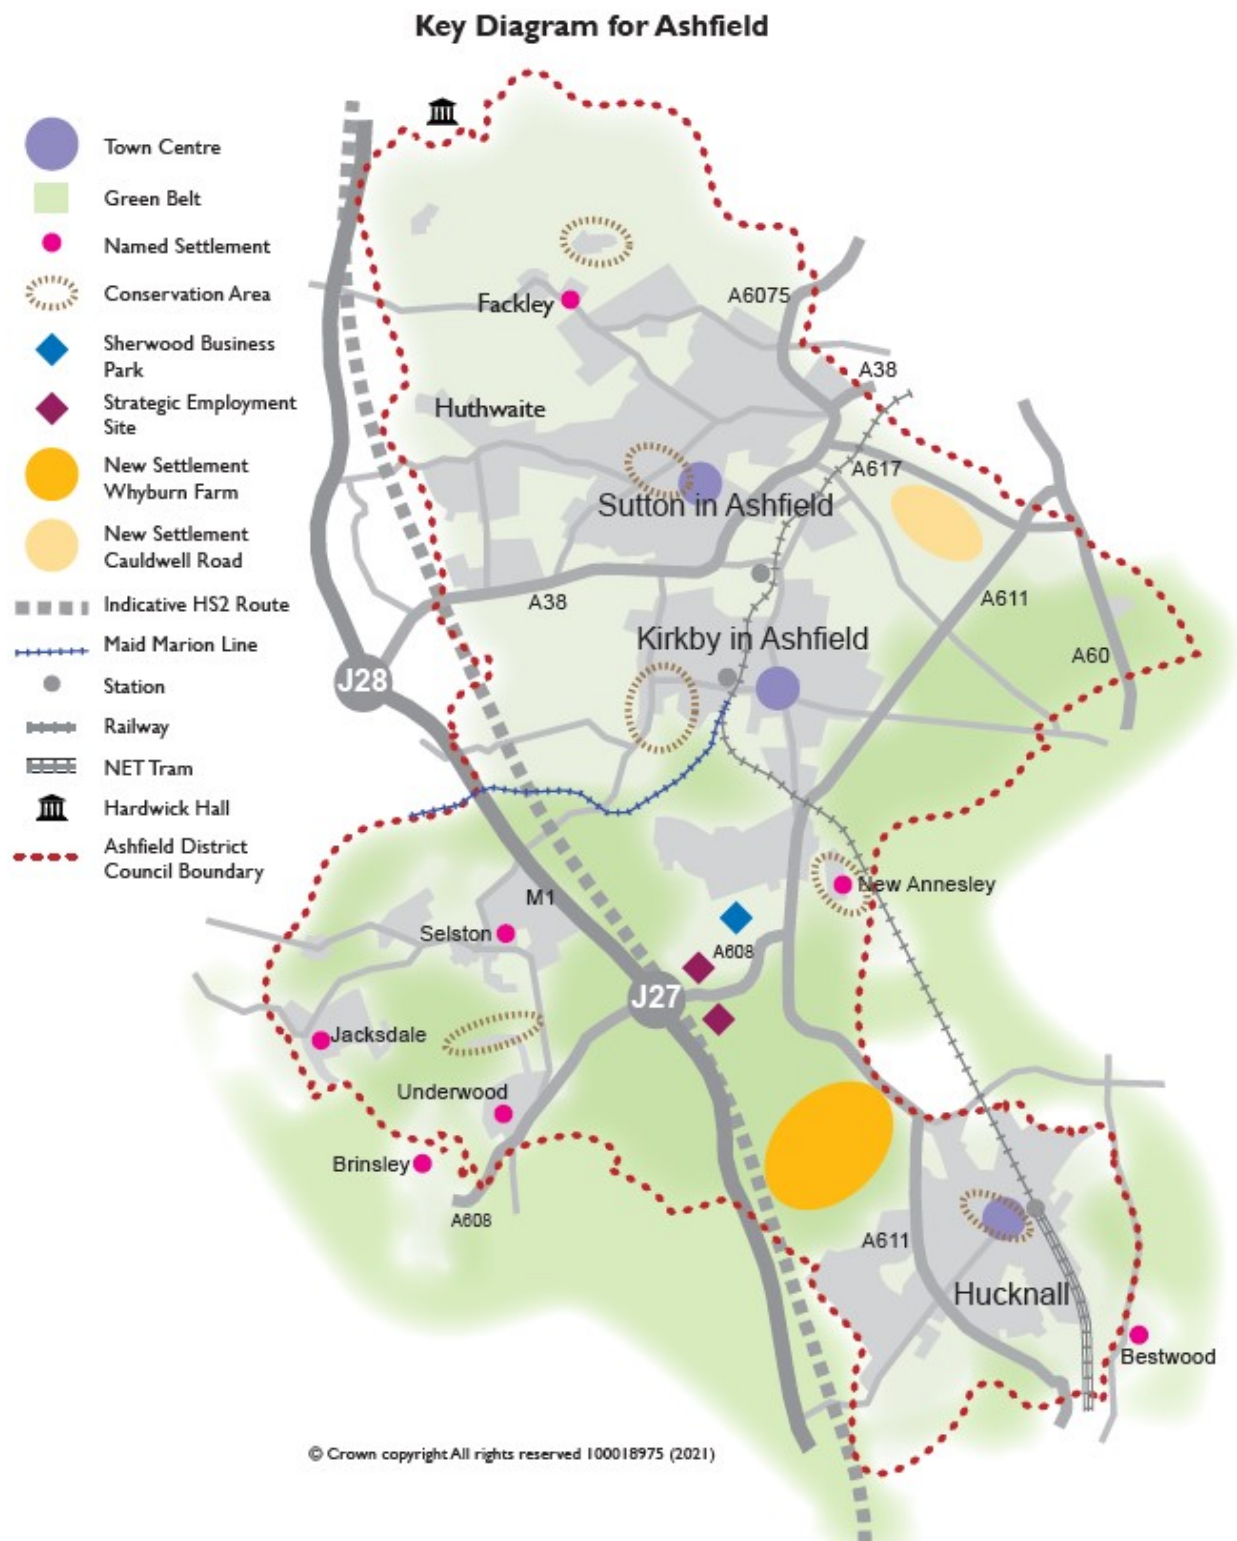 Key Diagram for Ashfield
Town Centre
Green Belt
Named Settlement
Conservation Area
Sherwood Business
Park
Strategic Employment
Site
New Settlement
Whyburn Farm
New Settlement
Cauldwell Road
Indicative HS2 Route
Maid Marion Line
Station
Railway
NET Tram
Hardwick Hall
Ashfield District
Council Boundary
A6075
Fackley
A38
Huthwaite
A617
Sutton in Ashfield
A38
A611
Kirkby in Ashfield
A60
J28
New Annesley
M1
Selston
A608
J27
Jacksdale
Underwood
Brinsley
A608
A611
Hucknall
Bestwood
© Crown copyright All rights reserved 100018975 (2021)